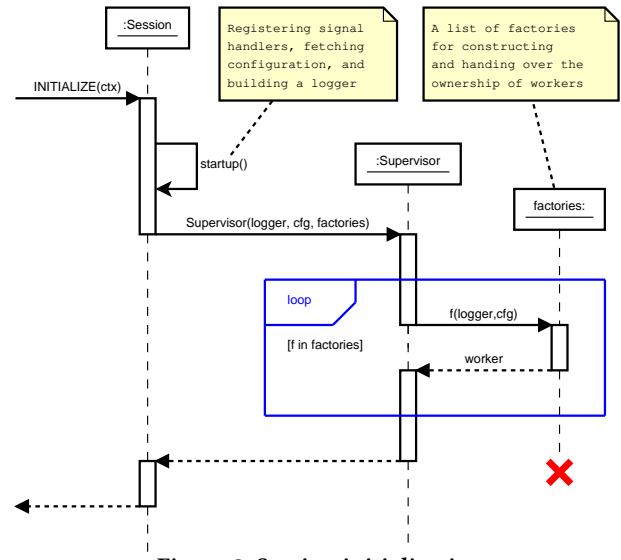 :Session
Registering signal
handlers, fetching
configuration, and
building a logger
A list of factories
for constructing
and handing over the
ownership of workers
INITIALIZE(ctx)
startup()
:Supervisor
factories:
Supervisor(logger, cfg, factories)
loop
f(logger,cfg)
[f in factories]
worker